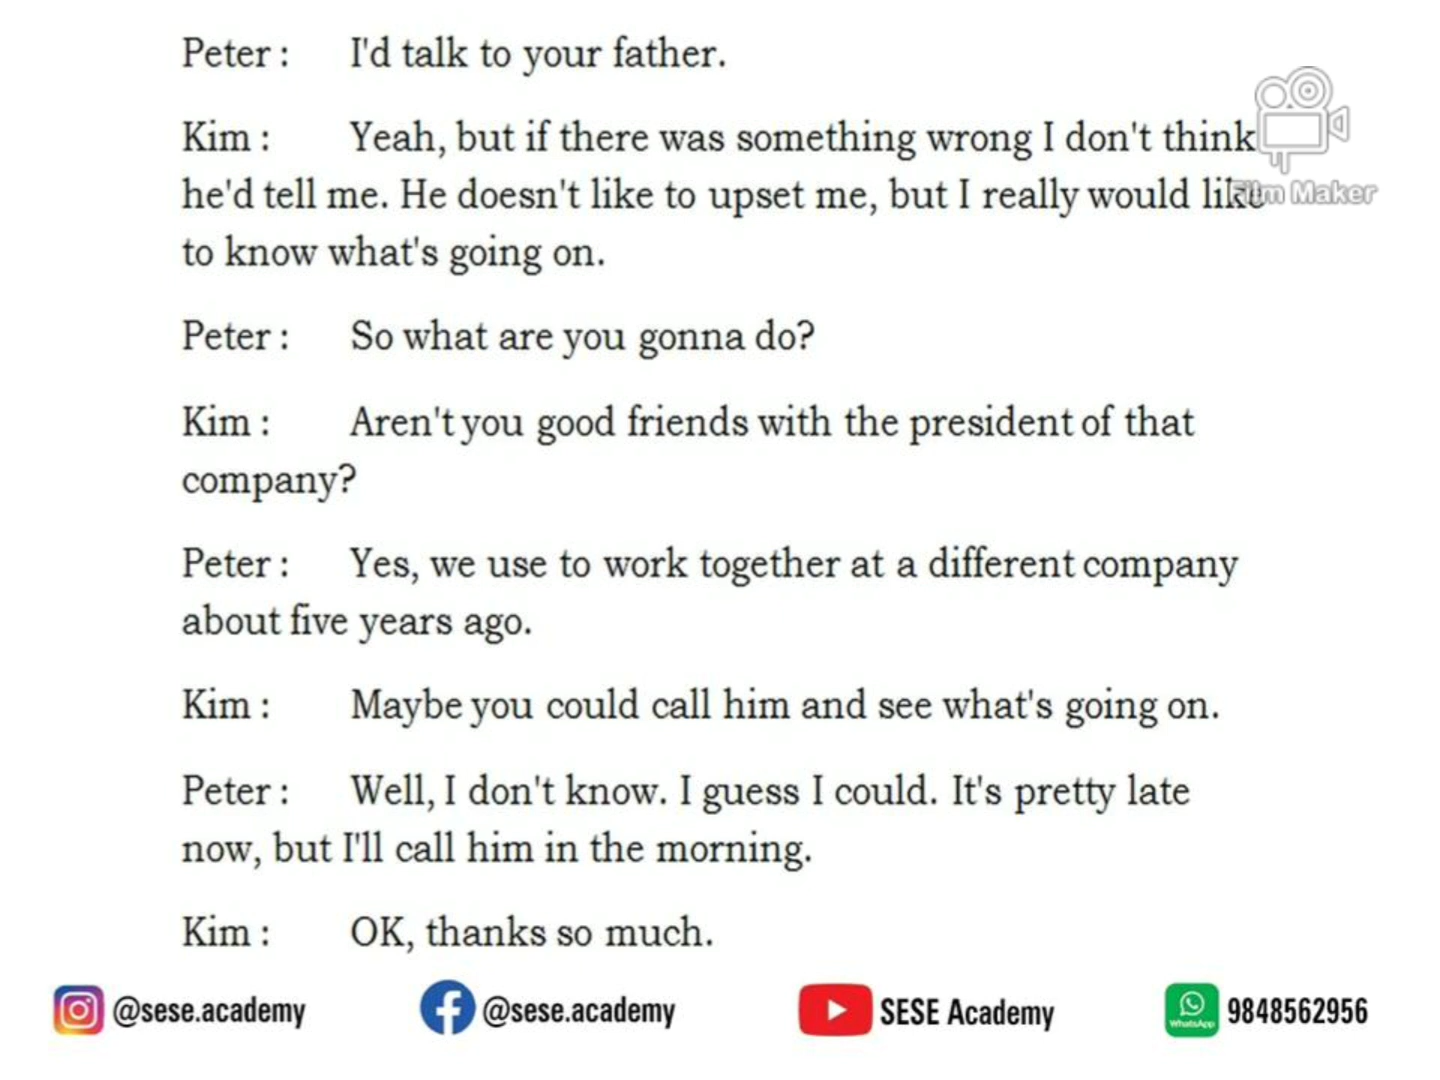 Peter : I'd talk to your father.
Kim : Yeah, but if there was something wrong I don't think
he'd tell me. He doesn't like to upset me, but I really would like
to know what's going on.
Film Maker
Peter : So what are you gonna do?
Kim : Aren't you good friends with the president of that
company?
Peter : Yes, we use to work together at a different company
about five years ago.
Kim : Maybe you could call him and see what's going on.
Peter : Well, I don't know. I guess I could. It's pretty late
now, but I'll call him in the morning.
Kim : OK, thanks so much.
@sese.academy @sese.academy SESE Academy WhatsApp 9848562956